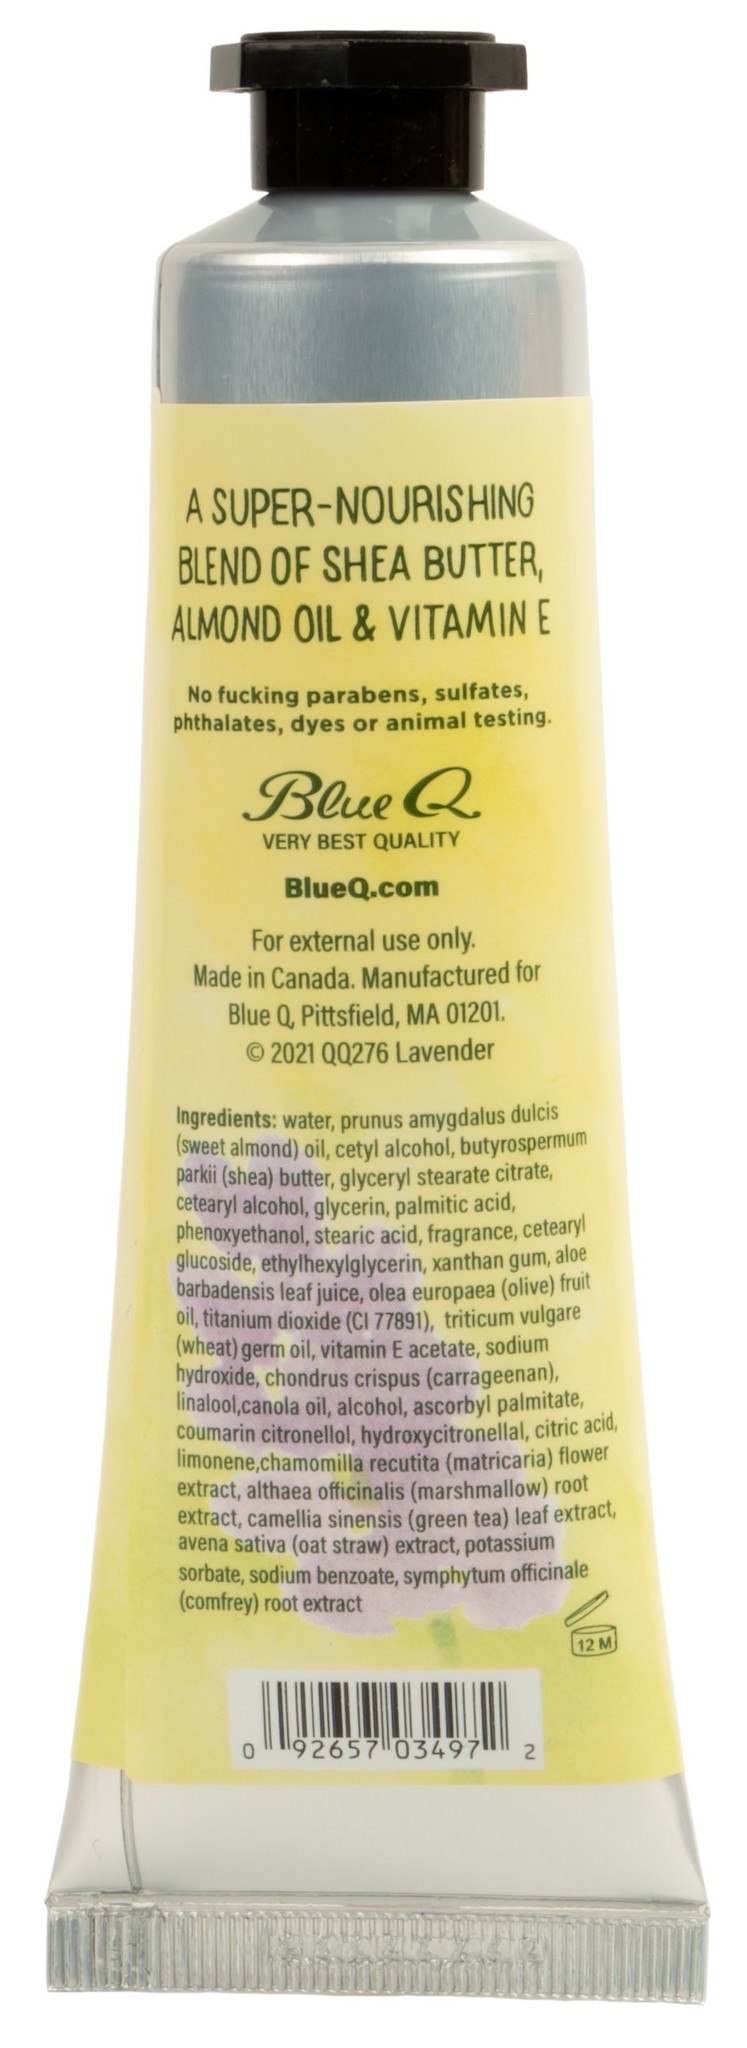 A SUPER-NOURISHING
BLEND OF SHEA BUTTER,
ALMOND OIL & VITAMIN E
No fucking parabens, sulfates,
phthalates, dyes or animal testing.
Blue Q
VERY BEST QUALITY
BlueQ.com
For external use only.
Made in Canada. Manufactured for
Blue Q, Pittsfield, MA 01201.
© 2021 QQ276 Lavender
Ingredients: water, prunus amygdalus dulcis
(sweet almond) oil, cetyl alcohol, butyrospermum
parkii (shea) butter, glyceryl stearate citrate,
cetearyl alcohol, glycerin, palmitic acid,
phenoxyethanol, stearic acid, fragrance, cetearyl
glucoside, ethylhexylglycerin, xanthan gum, aloe
barbadensis leaf juice, olea europaea (olive) fruit
oil, titanium dioxide (CI 77891), triticum vulgare
(wheat) germ oil, vitamin E acetate, sodium
hydroxide, chondrus crispus (carrageenan),
linalool,canola oil, alcohol, ascorbyl palmitate,
coumarin citronellol, hydroxycitronellal, citric acid,
limonene,chamomilla recutita (matricaria) flower
extract, althaea officinalis (marshmallow) root
extract, camellia sinensis (green tea) leaf extract,
avena sativa (oat straw) extract, potassium
sorbate, sodium benzoate, symphytum officinale
(comfrey) root extract
12 M
0 92657 03497 2